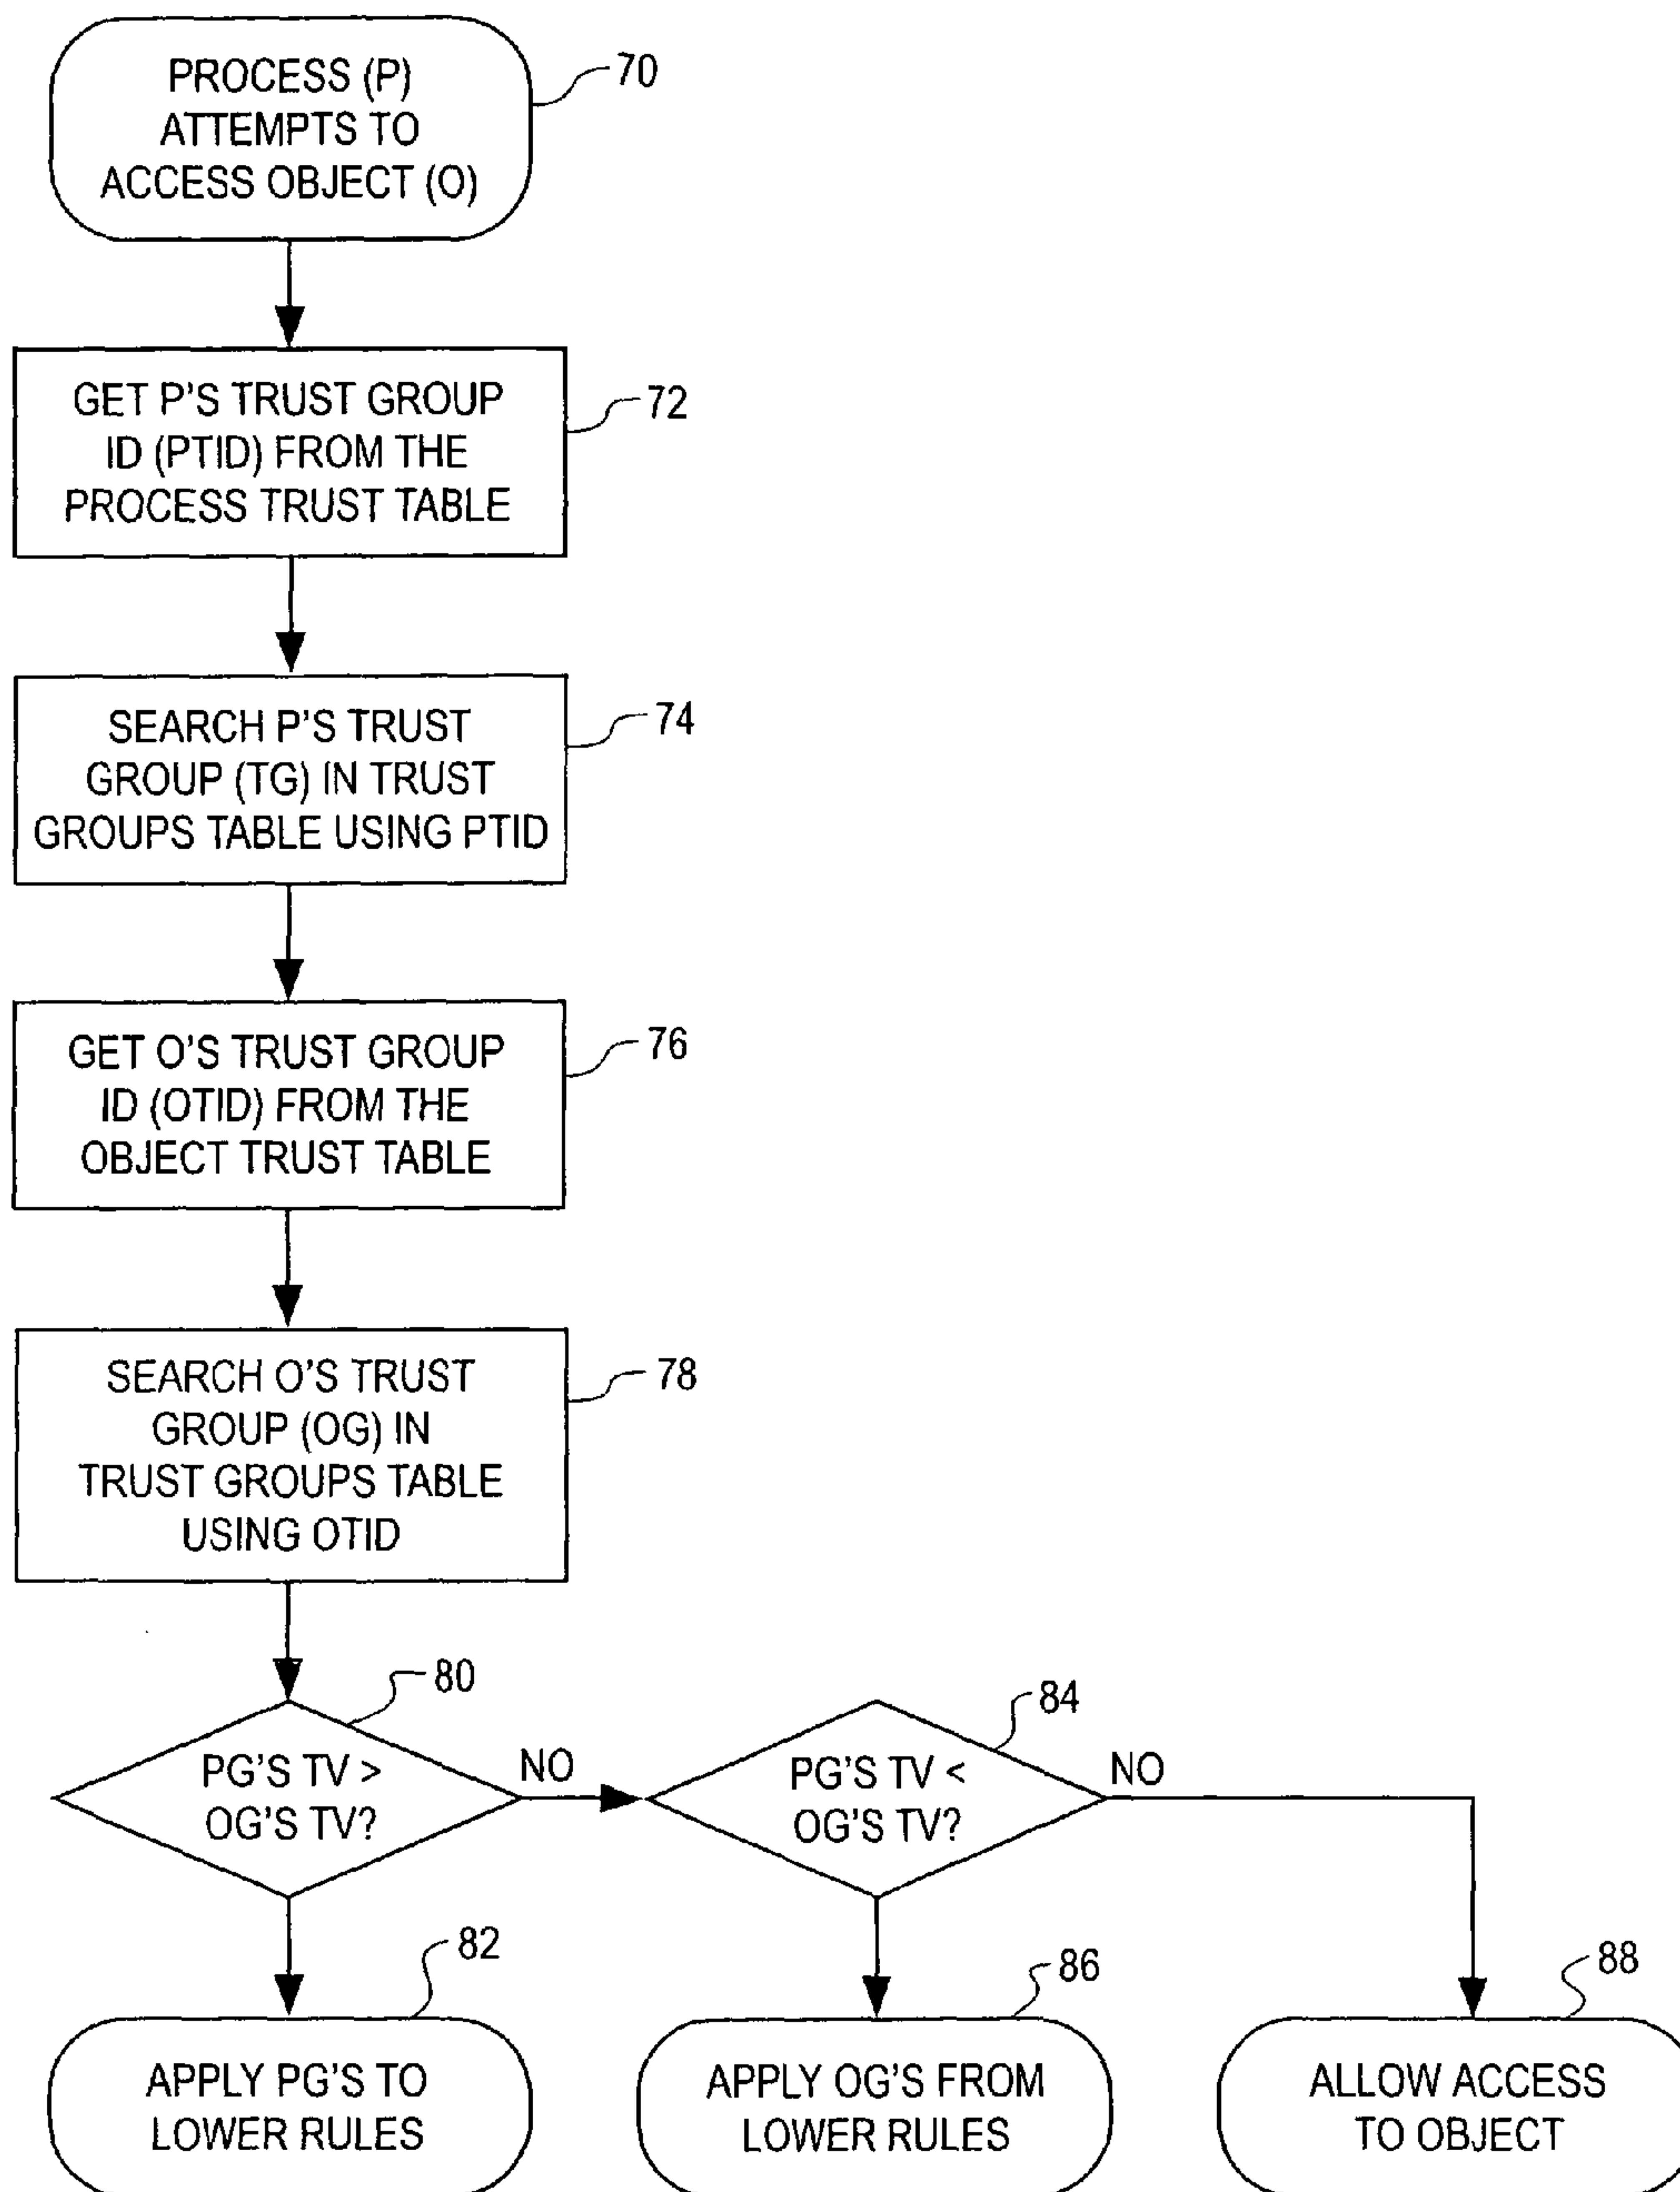 PROCESS (P)
ATTEMPTS TO
ACCESS OBJECT (O)
70
GET P'S TRUST GROUP
ID (PTID) FROM THE
PROCESS TRUST TABLE
72
SEARCH P'S TRUST
GROUP (TG) IN TRUST
GROUPS TABLE USING PTID
74
GET O'S TRUST GROUP
ID (OTID) FROM THE
OBJECT TRUST TABLE
76
SEARCH O'S TRUST
GROUP (OG) IN
TRUST GROUPS TABLE
USING OTID
78
80
PG'S TV >
OG'S TV?
NO
84
PG'S TV <
OG'S TV?
NO
82
APPLY PG'S TO
LOWER RULES
86
APPLY OG'S FROM
LOWER RULES
88
ALLOW ACCESS
TO OBJECT